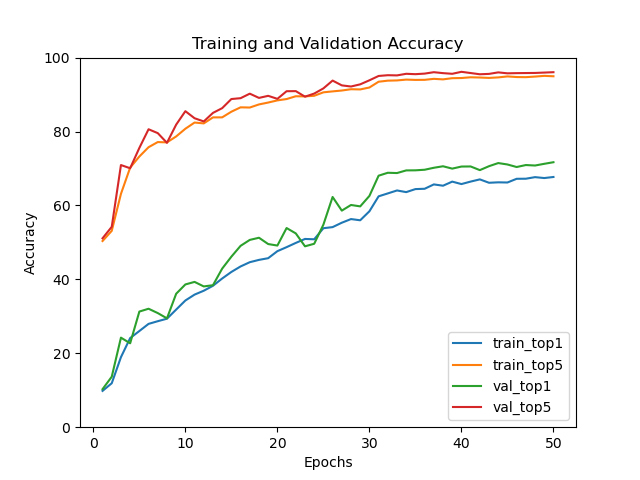 Training and Validation Accuracy
100
80
60
40
20
0
Accuracy
0 10 20 30 40 50
Epochs
train_top1
train_top5
val_top1
val_top5